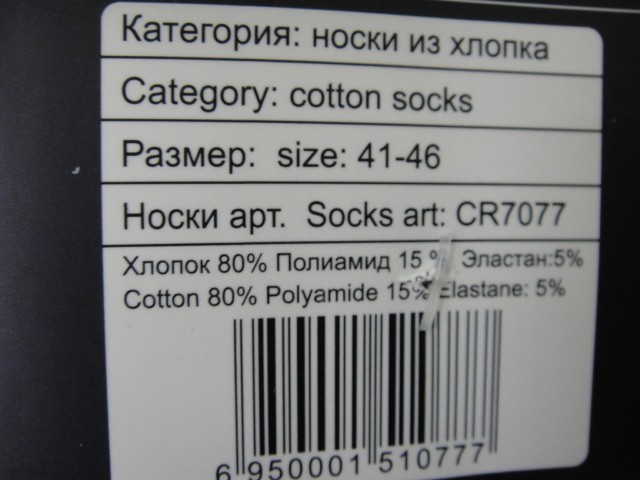 Категория: носки из хлопка
Category: cotton socks
Размер: size: 41-46
Носки арт. Socks art: CR7077
Хлопок 80% Полиамид 15 % Эластан:5%
Cotton 80% Polyamide 15% Elastane: 5%
6 950001 510777